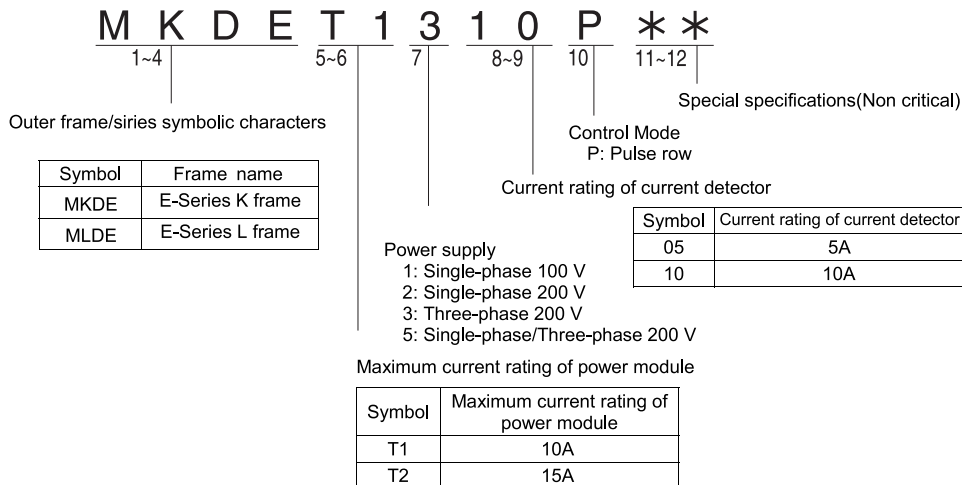 M K D E T 1 3 1 0 P * *
1~4 5~6 7 8~9 10 11~12
Special specifications(Non critical)
Outer frame/siries symbolic characters
Control Mode
P: Pulse row
Symbol Frame name
MKDE E-Series K frame
MLDE E-Series L frame
Current rating of current detector
Symbol Current rating of current detector
05 5A
10 10A
Power supply
1: Single-phase 100 V
2: Single-phase 200 V
3: Three-phase 200 V
5: Single-phase/Three-phase 200 V
Maximum current rating of power module
Symbol Maximum current rating of
power module
T1 10A
T2 15A